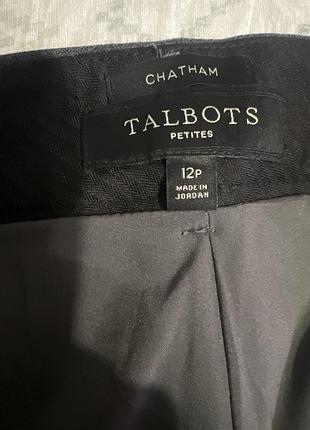 CHATHAM
TALBOTS
PETITES
12P
MADE IN
JORDAN